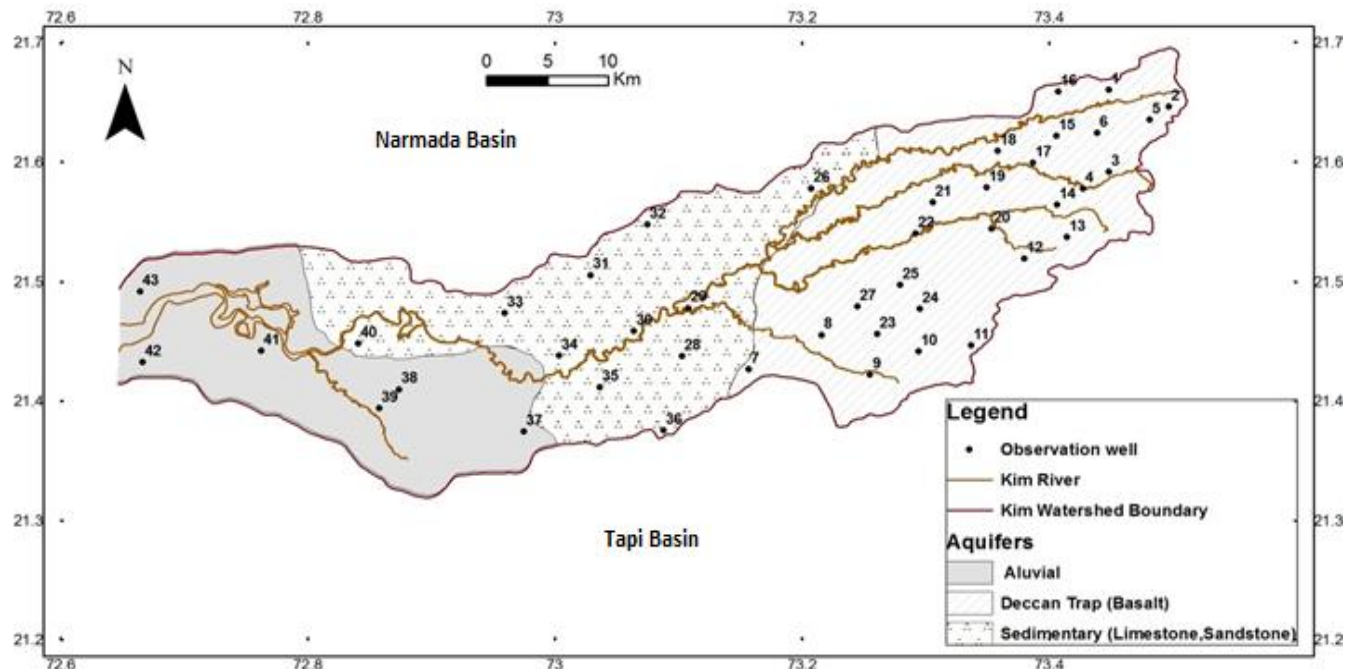 72.6 72.8 73 73.2 73.4
21.7 21.7
N
0 5 10
Km
Narmada Basin
16 1
2
5
15 6
18
21.6 17 21.6
26 3
19 4
21 14
32
22 20 13
12
31
21.5 25 21.5
43 27 24
33 29
30 23
8
40 34 28 10 11
42 41
38 35 7 9
39
21.4 21.4
37 36
Legend
Observation well
Kim River
21.3 Kim Watershed Boundary 21.3
Tapi Basin
Aquifers
Aluvial
Deccan Trap (Basalt)
21.2 Sedimentary (Limestone,Sandstone) 21.2
72.6 72.8 73 73.2 73.4